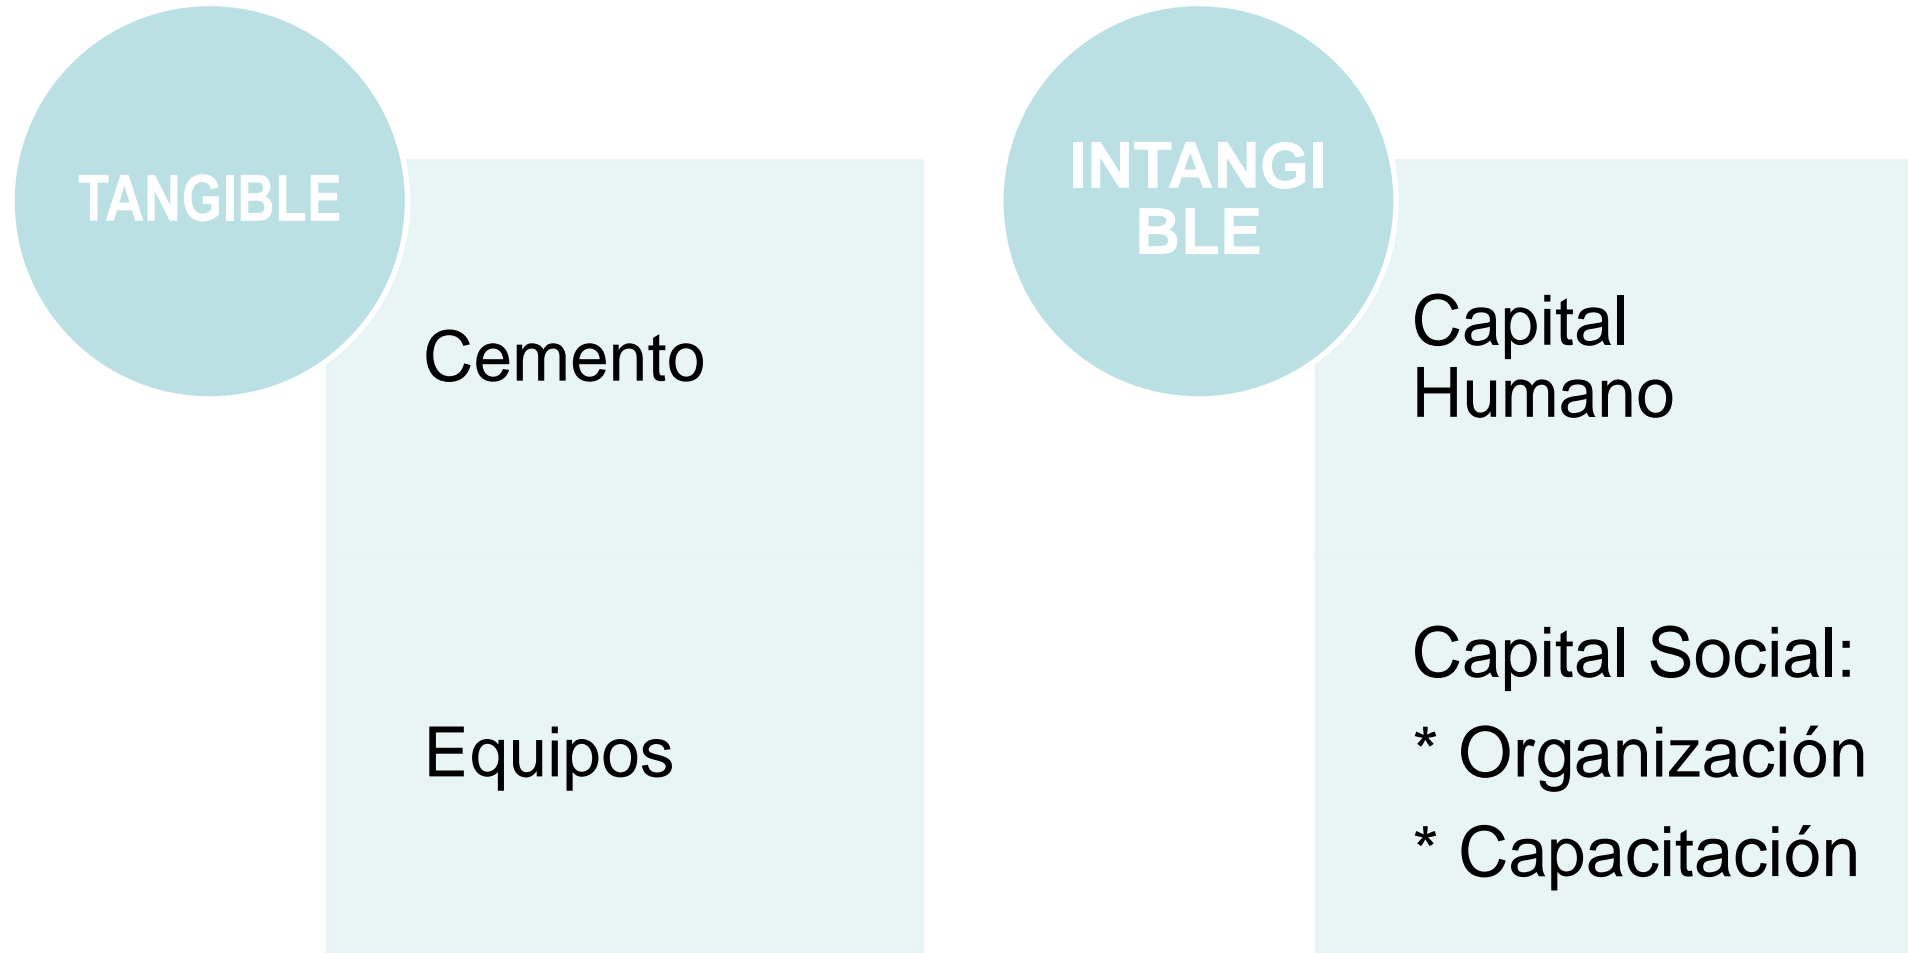 TANGIBLE
Cemento
Equipos
INTANGI
BLE
Capital
Humano
Capital Social:
* Organización
* Capacitación